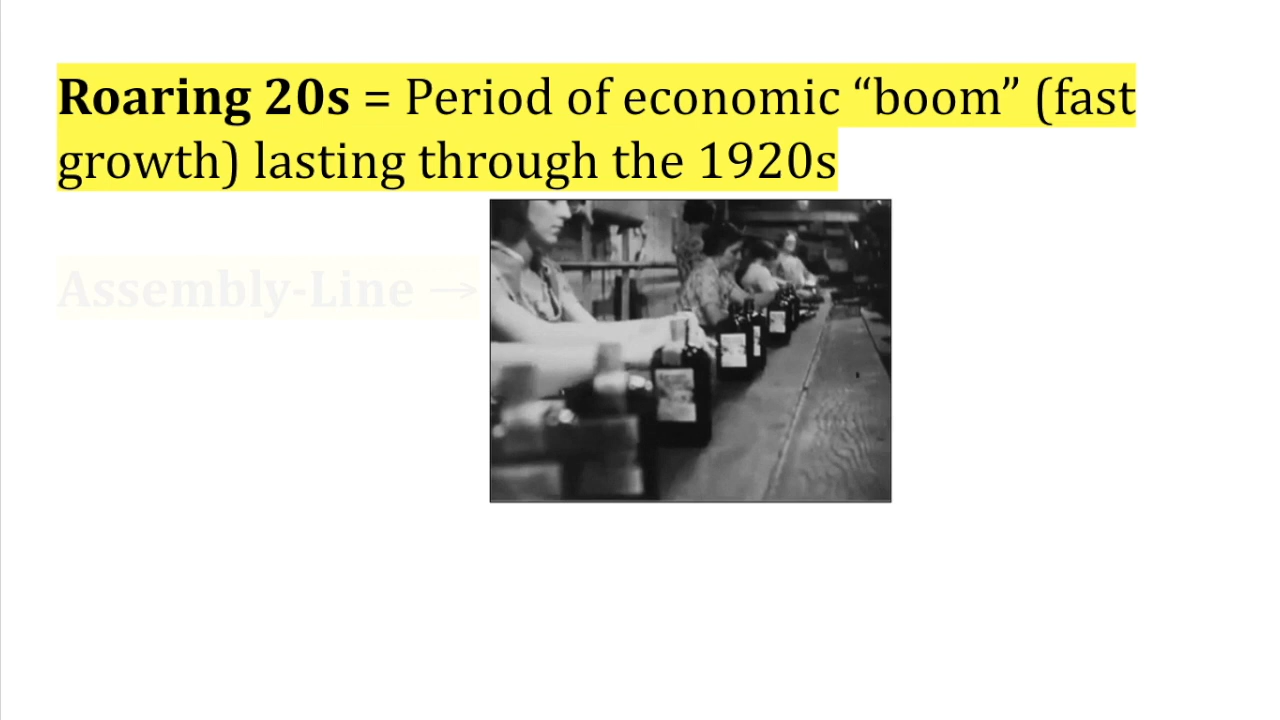 Roaring 20s = Period of economic “boom” (fast
growth) lasting through the 1920s
Assembly-Line →